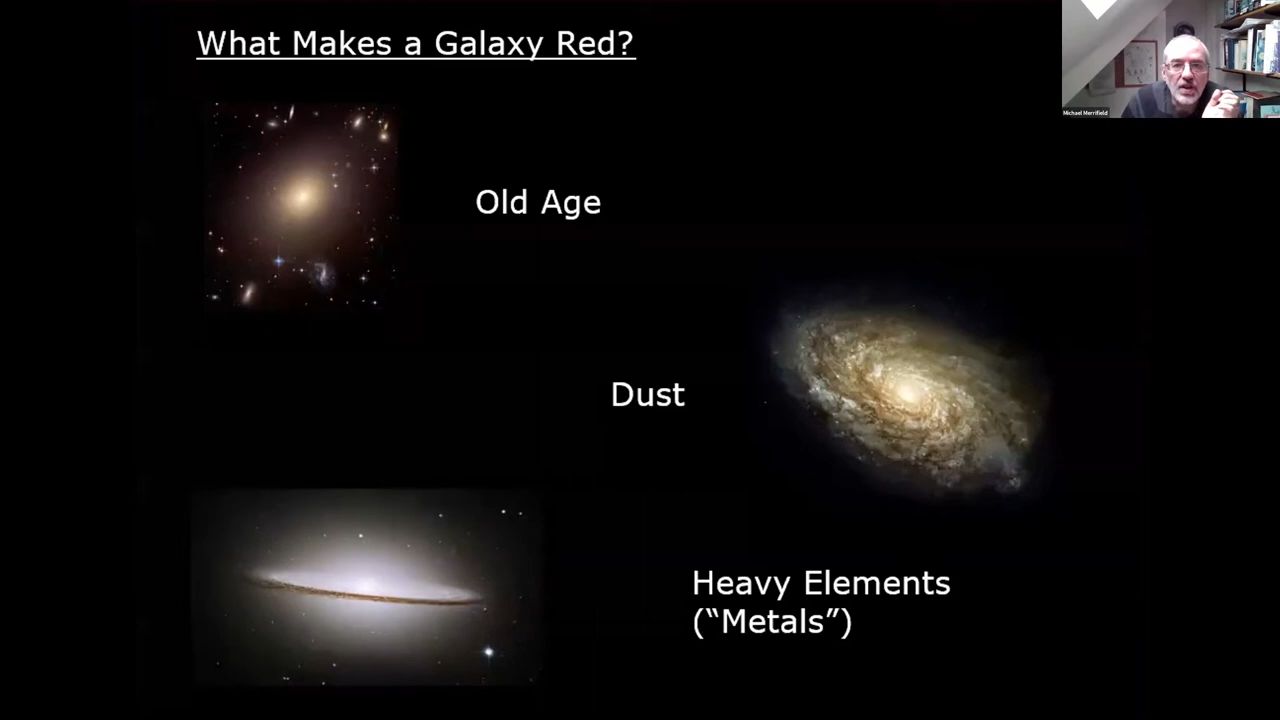 What Makes a Galaxy Red?
Michael Merrifield
Old Age
Dust
Heavy Elements
(“Metals”)